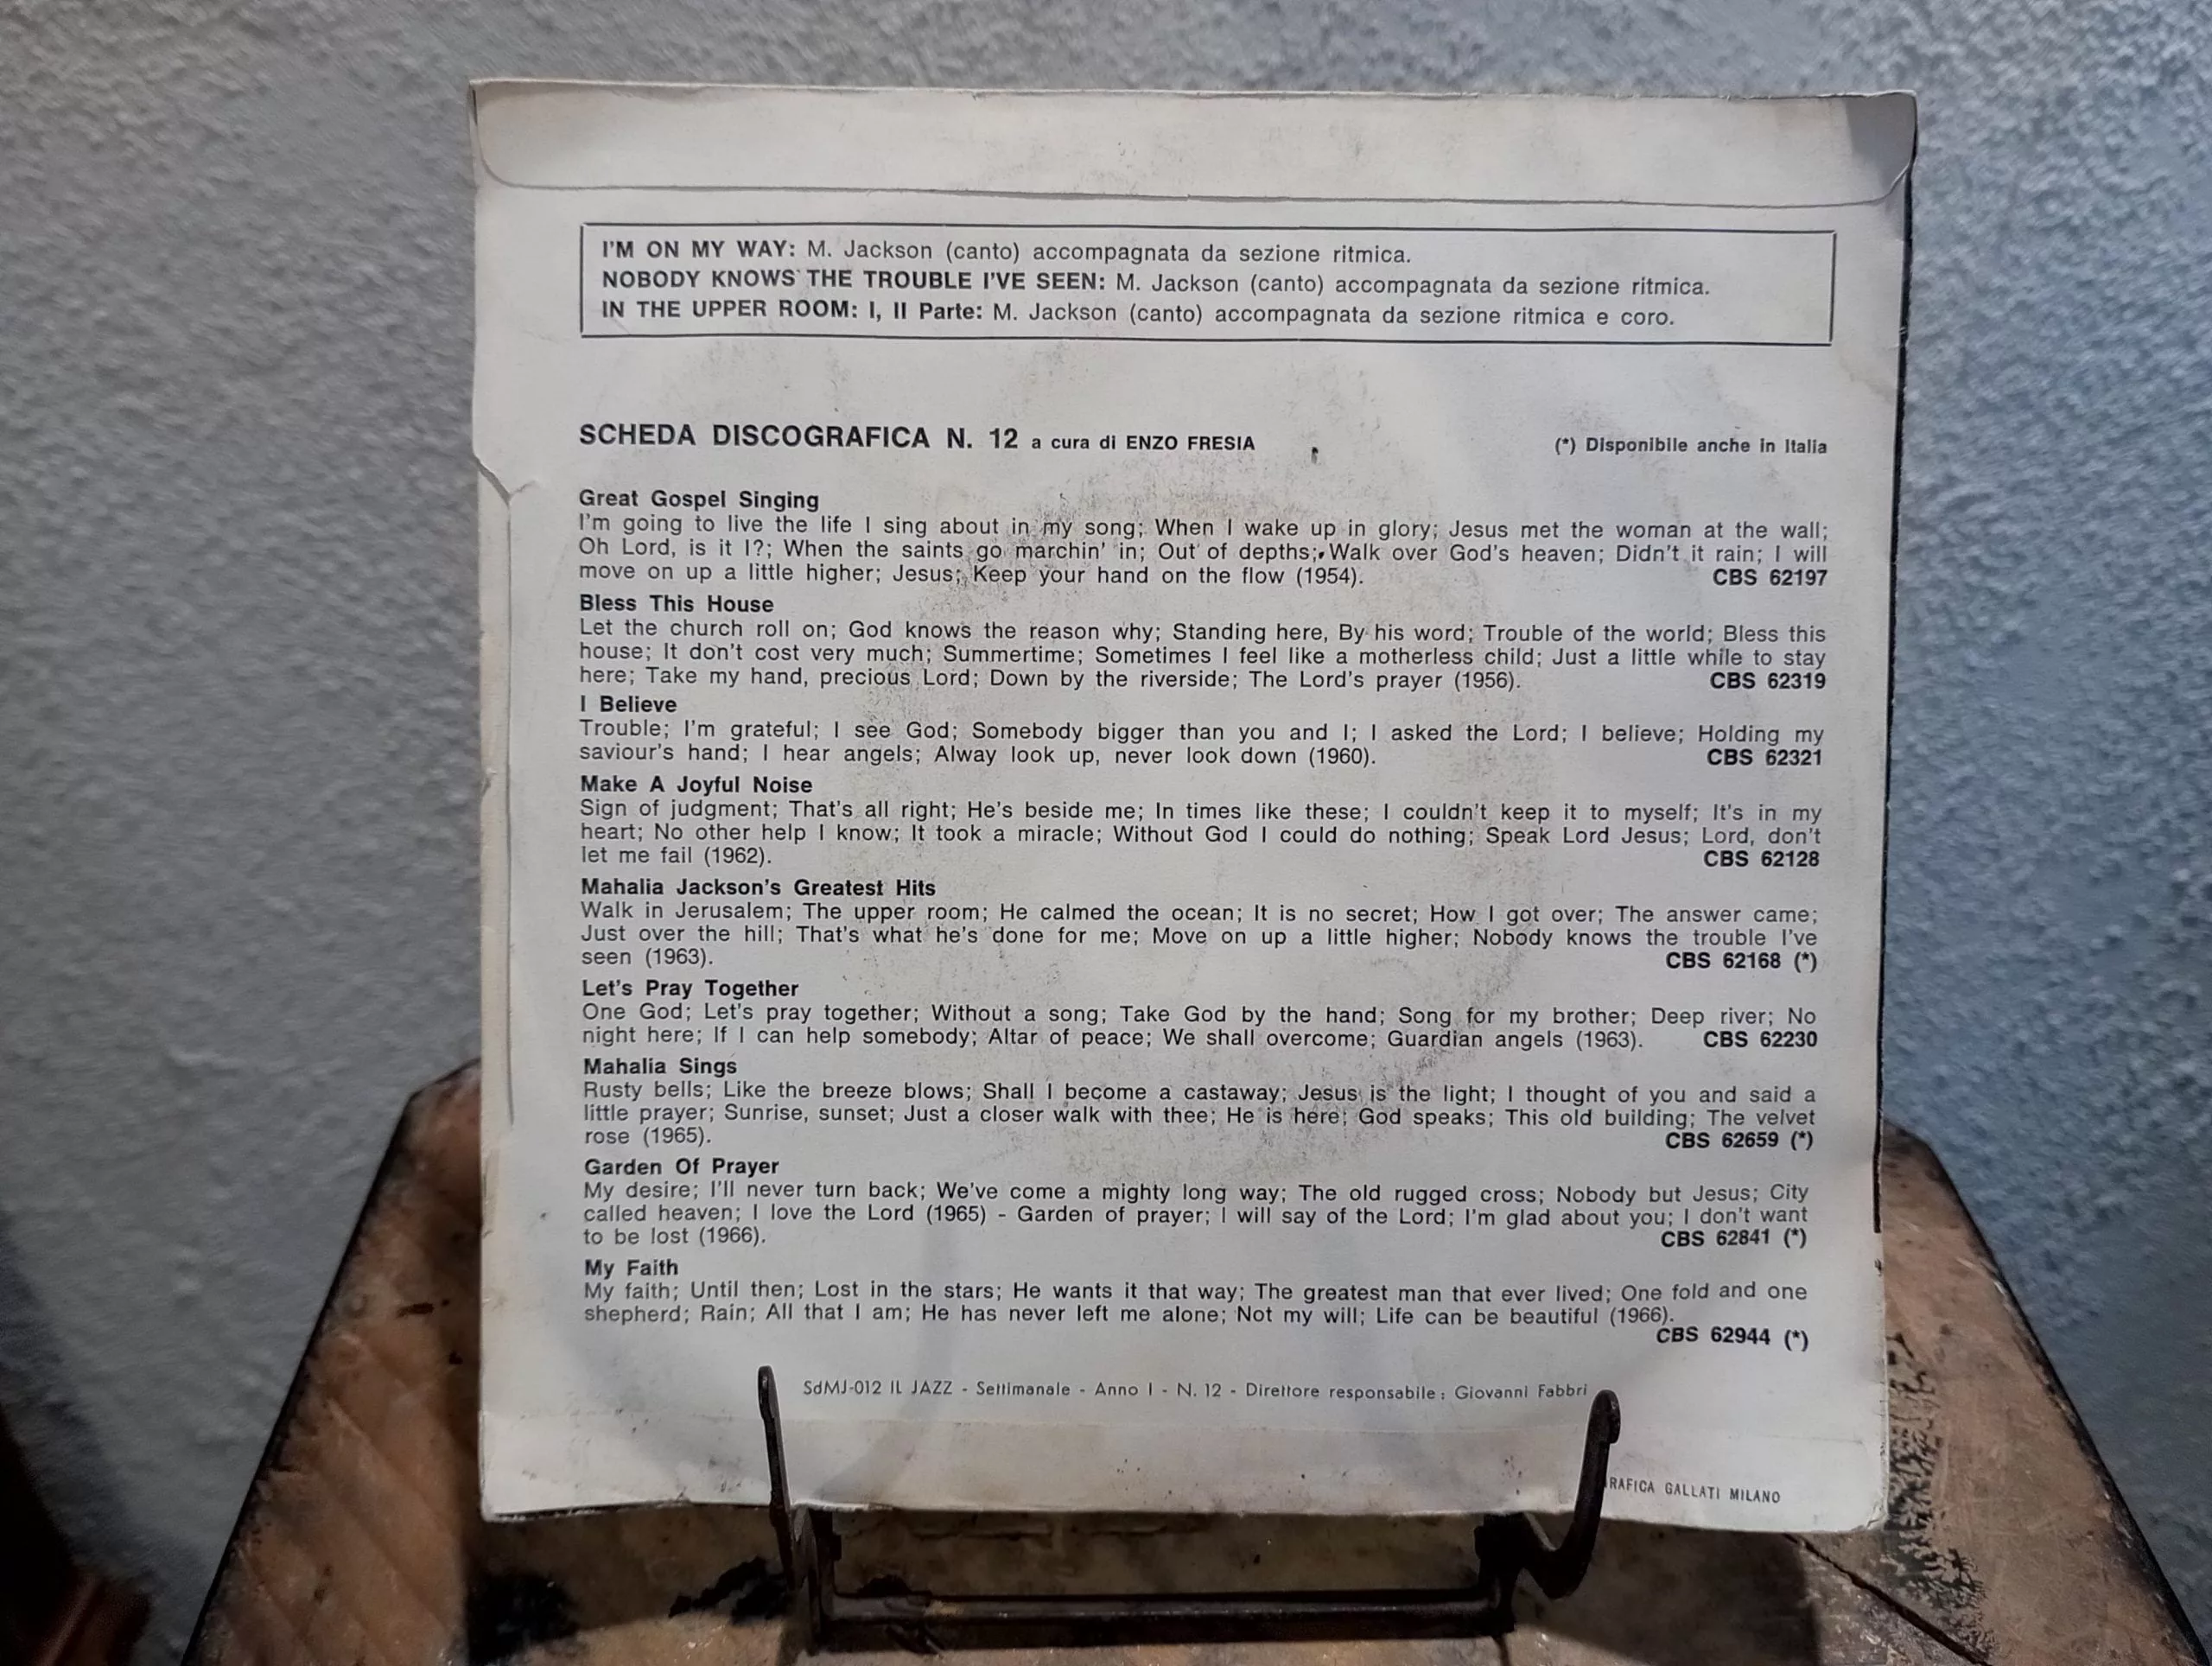 I'M ON MY WAY: M. Jackson (canto) accompagnata da sezione ritmica.
NOBODY KNOWS THE TROUBLE I'VE SEEN: M. Jackson (canto) accompagnata da sezione ritmica.
IN THE UPPER ROOM: I, II Parte: M. Jackson (canto) accompagnata da sezione ritmica e coro.
SCHEDA DISCOGRAFICA N. 12 a cura di ENZO FRESIA (*) Disponibile anche in Italia
Great Gospel Singing
I'm going to live the life I sing about in my song; When I wake up in glory; Jesus met the woman at the wall;
Oh Lord, is it I?; When the saints go marchin' in; Out of depths; Walk over God's heaven; Didn't it rain; I will
move on up a little higher; Jesus; Keep your hand on the flow (1954). CBS 62197
Bless This House
Let the church roll on; God knows the reason why; Standing here, By his word; Trouble of the world; Bless this
house; It don't cost very much; Summertime; Sometimes I feel like a motherless child; Just a little while to stay
here; Take my hand, precious Lord; Down by the riverside; The Lord's prayer (1956). CBS 62319
I Believe
Trouble; I'm grateful; I see God; Somebody bigger than you and I; I asked the Lord; I believe; Holding my
saviour's hand; I hear angels; Alway look up, never look down (1960). CBS 62321
Make A Joyful Noise
Sign of judgment; That's all right; He's beside me; In times like these; I couldn't keep it to myself; It's in my
heart; No other help I know; It took a miracle; Without God I could do nothing; Speak Lord Jesus; Lord, don't
let me fail (1962). CBS 62128
Mahalia Jackson's Greatest Hits
Walk in Jerusalem; The upper room; He calmed the ocean; It is no secret; How I got over; The answer came;
Just over the hill; That's what he's done for me; Move on up a little higher; Nobody knows the trouble I've
seen (1963). CBS 62168 (*)
Let's Pray Together
One God; Let's pray together; Without a song; Take God by the hand; Song for my brother; Deep river; No
night here; If I can help somebody; Altar of peace; We shall overcome; Guardian angels (1963). CBS 62230
Mahalia Sings
Rusty bells; Like the breeze blows; Shall I become a castaway; Jesus is the light; I thought of you and said a
little prayer; Sunrise, sunset; Just a closer walk with thee; He is here; God speaks; This old building; The velvet
rose (1965). CBS 62659 (*)
Garden Of Prayer
My desire; I'll never turn back; We've come a mighty long way; The old rugged cross; Nobody but Jesus; City
called heaven; I love the Lord (1965) - Garden of prayer; I will say of the Lord; I'm glad about you; I don't want
to be lost (1966). CBS 62841 (*)
My Faith
My faith; Until then; Lost in the stars; He wants it that way; The greatest man that ever lived; One fold and one
shepherd; Rain; All that I am; He has never left me alone; Not my will; Life can be beautiful (1966).
CBS 62944 (*)
SdMJ-012 IL JAZZ - Settimanale - Anno I - N. 12 - Direttore responsabile: Giovanni Fabbri
RAFICA GALLATI MILANO